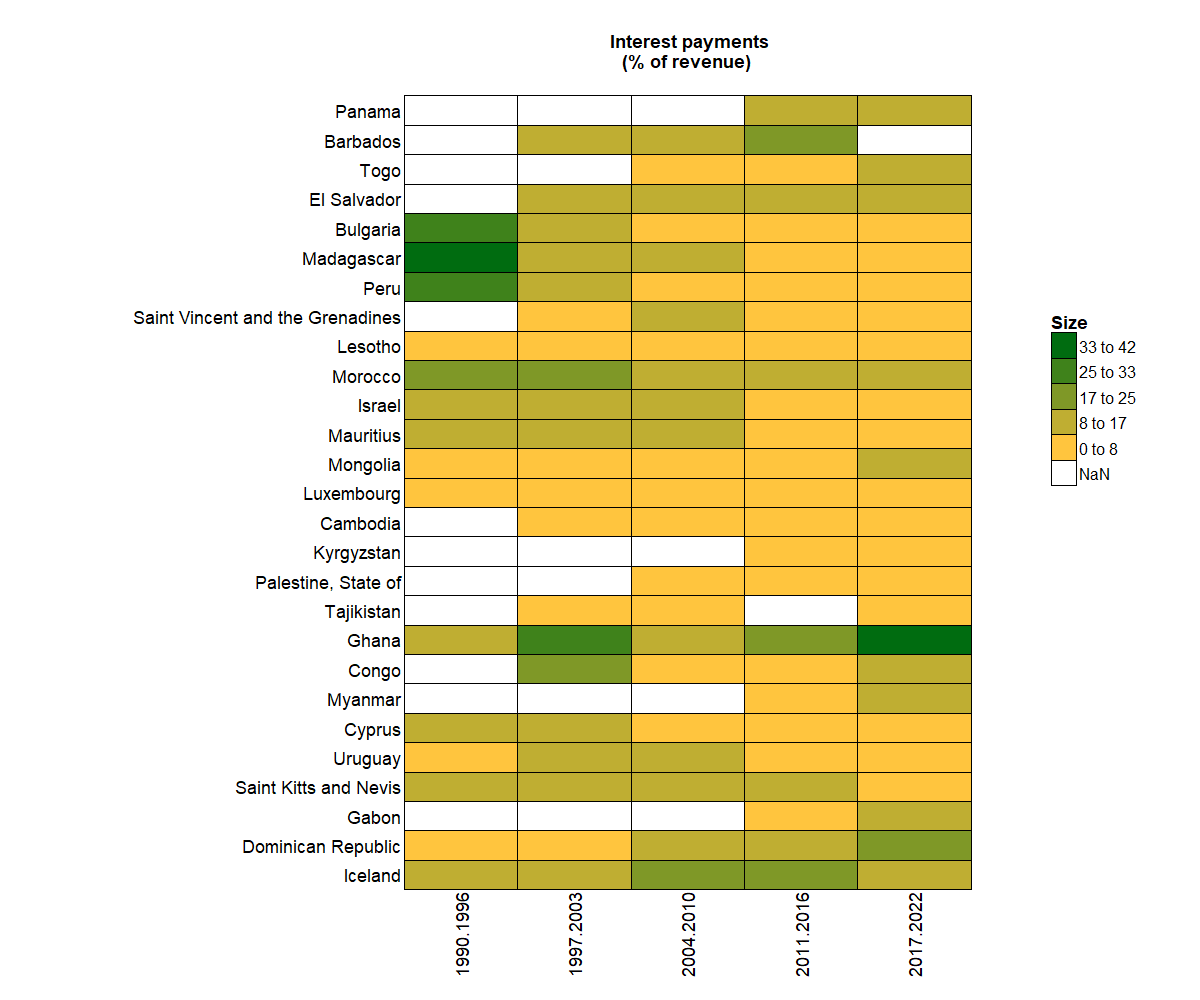 Interest payments
(% of revenue)
Panama
Barbados
Togo
El Salvador
Bulgaria
Madagascar
Peru
Saint Vincent and the Grenadines
Lesotho
Morocco
Israel
Mauritius
Mongolia
Luxembourg
Cambodia
Kyrgyzstan
Palestine, State of
Tajikistan
Ghana
Congo
Myanmar
Cyprus
Uruguay
Saint Kitts and Nevis
Gabon
Dominican Republic
Iceland
1990.1996
1997.2003
2004.2010
2011.2016
2017.2022
Size
33 to 42
25 to 33
17 to 25
8 to 17
0 to 8
NaN